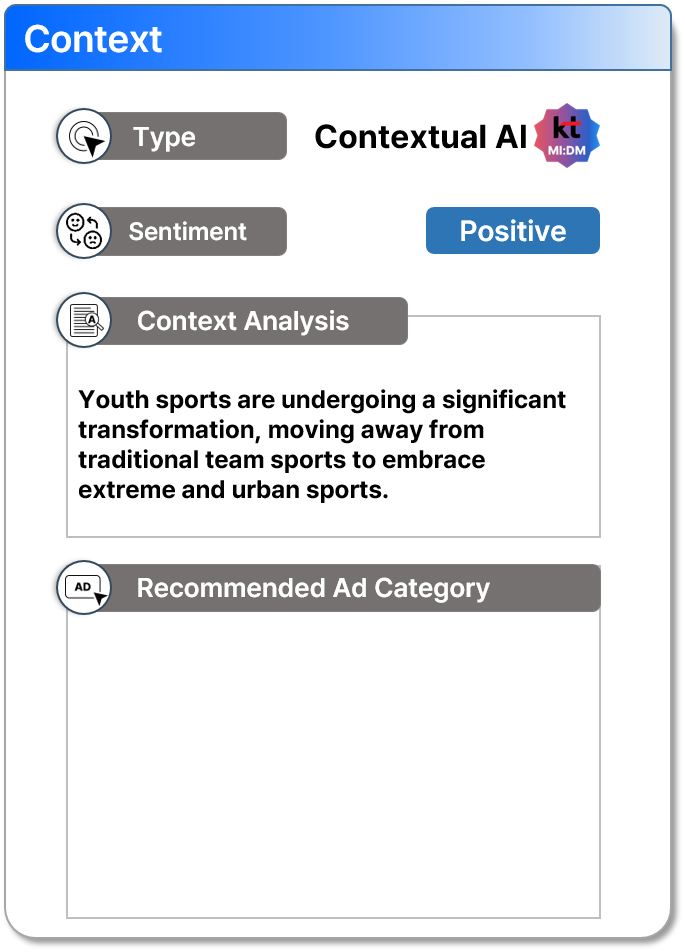 Context
Type
Contextual AI
kt
MI:DM
Sentiment
Positive
Context Analysis
A
Youth sports are undergoing a significant
transformation, moving away from
traditional team sports to embrace
extreme and urban sports.
AD
Recommended Ad Category